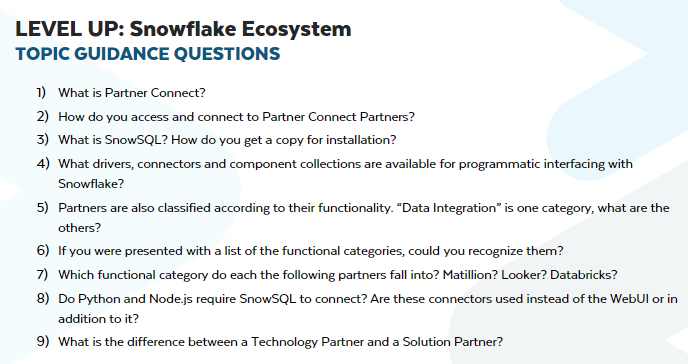 LEVEL UP: Snowflake Ecosystem
TOPIC GUIDANCE QUESTIONS
1) What is Partner Connect?
2) How do you access and connect to Partner Connect Partners?
3) What is SnowSQL? How do you get a copy for installation?
4) What drivers, connectors and component collections are available for programmatic interfacing with
Snowflake?
5) Partners are also classified according to their functionality. “Data Integration” is one category, what are the
others?
6) If you were presented with a list of the functional categories, could you recognize them?
7) Which functional category do each the following partners fall into? Matillion? Looker? Databricks?
8) Do Python and Node.js require SnowSQL to connect? Are these connectors used instead of the WebUI or in
addition to it?
9) What is the difference between a Technology Partner and a Solution Partner?